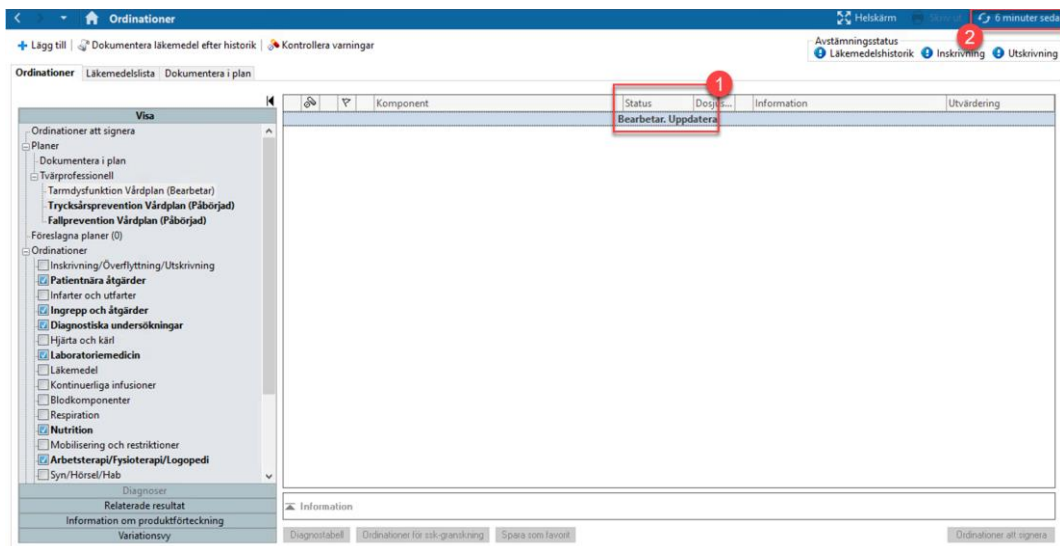 Ordinationer
Helskärm
Skriv ut
6 minuter seda
Lägg till
Dokumentera läkemedel efter historik
Kontrollera varningar
Avstämningsstatus
2
Läkemedelshistorik
Inskrivning
Utskrivning
Ordinationer
Läkemedelslista
Dokumentera i plan
1
Visa
Komponent
Status
Dosjus...
Information
Utvärdering
Bearbetar. Uppdatera
Ordinationer att signera
Planer
Dokumentera i plan
Tvärprofessionell
Tarmdysfunktion Vårdplan (Bearbetar)
Trycksårsprevention Vårdplan (Påbörjad)
Fallprevention Vårdplan (Påbörjad)
Föreslagna planer (0)
Ordinationer
Inskrivning/Överflyttning/Utskrivning
Patientnära åtgärder
Infarter och utfarter
Ingrepp och åtgärder
Diagnostiska undersökningar
Hjärta och kärl
Laboratoriemedicin
Läkemedel
Kontinuerliga infusioner
Blodkomponenter
Respiration
Nutrition
Mobilisering och restriktioner
Arbetsterapi/Fysioterapi/Logopedi
Syn/Hörsel/Hab
Diagnoser
Relaterade resultat
Information om produktförteckning
Variationsvy
Information
Diagnostabell
Ordinationer för ssk-granskning
Spara som favorit
Ordinationer att signera